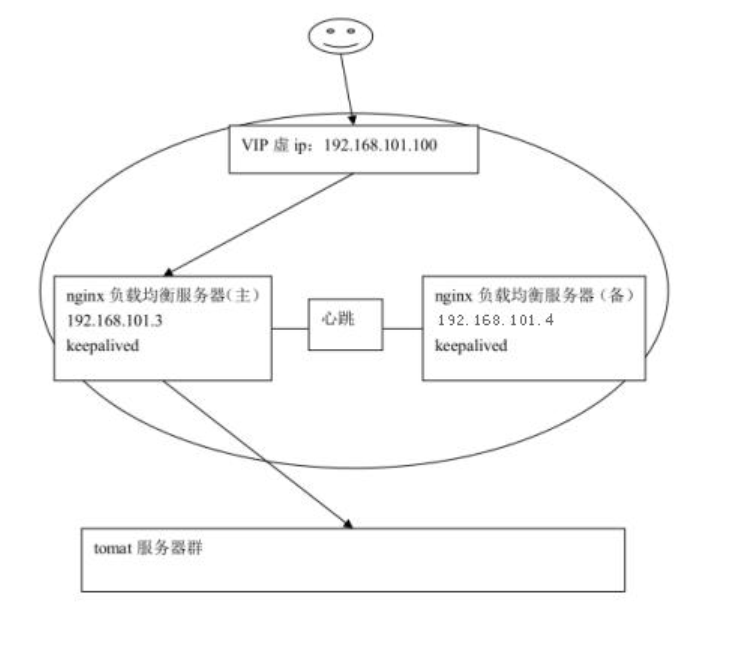 VIP 虚 ip：192.168.101.100
nginx 负载均衡服务器（主）
192.168.101.3
keepalived
心跳
nginx 负载均衡服务器（备）
192.168.101.4
keepalived
tomat 服务器群